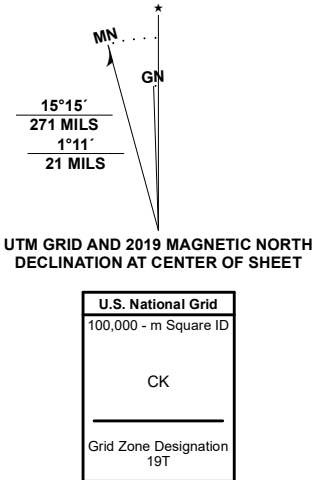 ★
MN
GN
15°15´
271 MILS
1°11´
21 MILS
UTM GRID AND 2019 MAGNETIC NORTH
DECLINATION AT CENTER OF SHEET
U.S. National Grid
100,000 - m Square ID
CK
Grid Zone Designation
19T